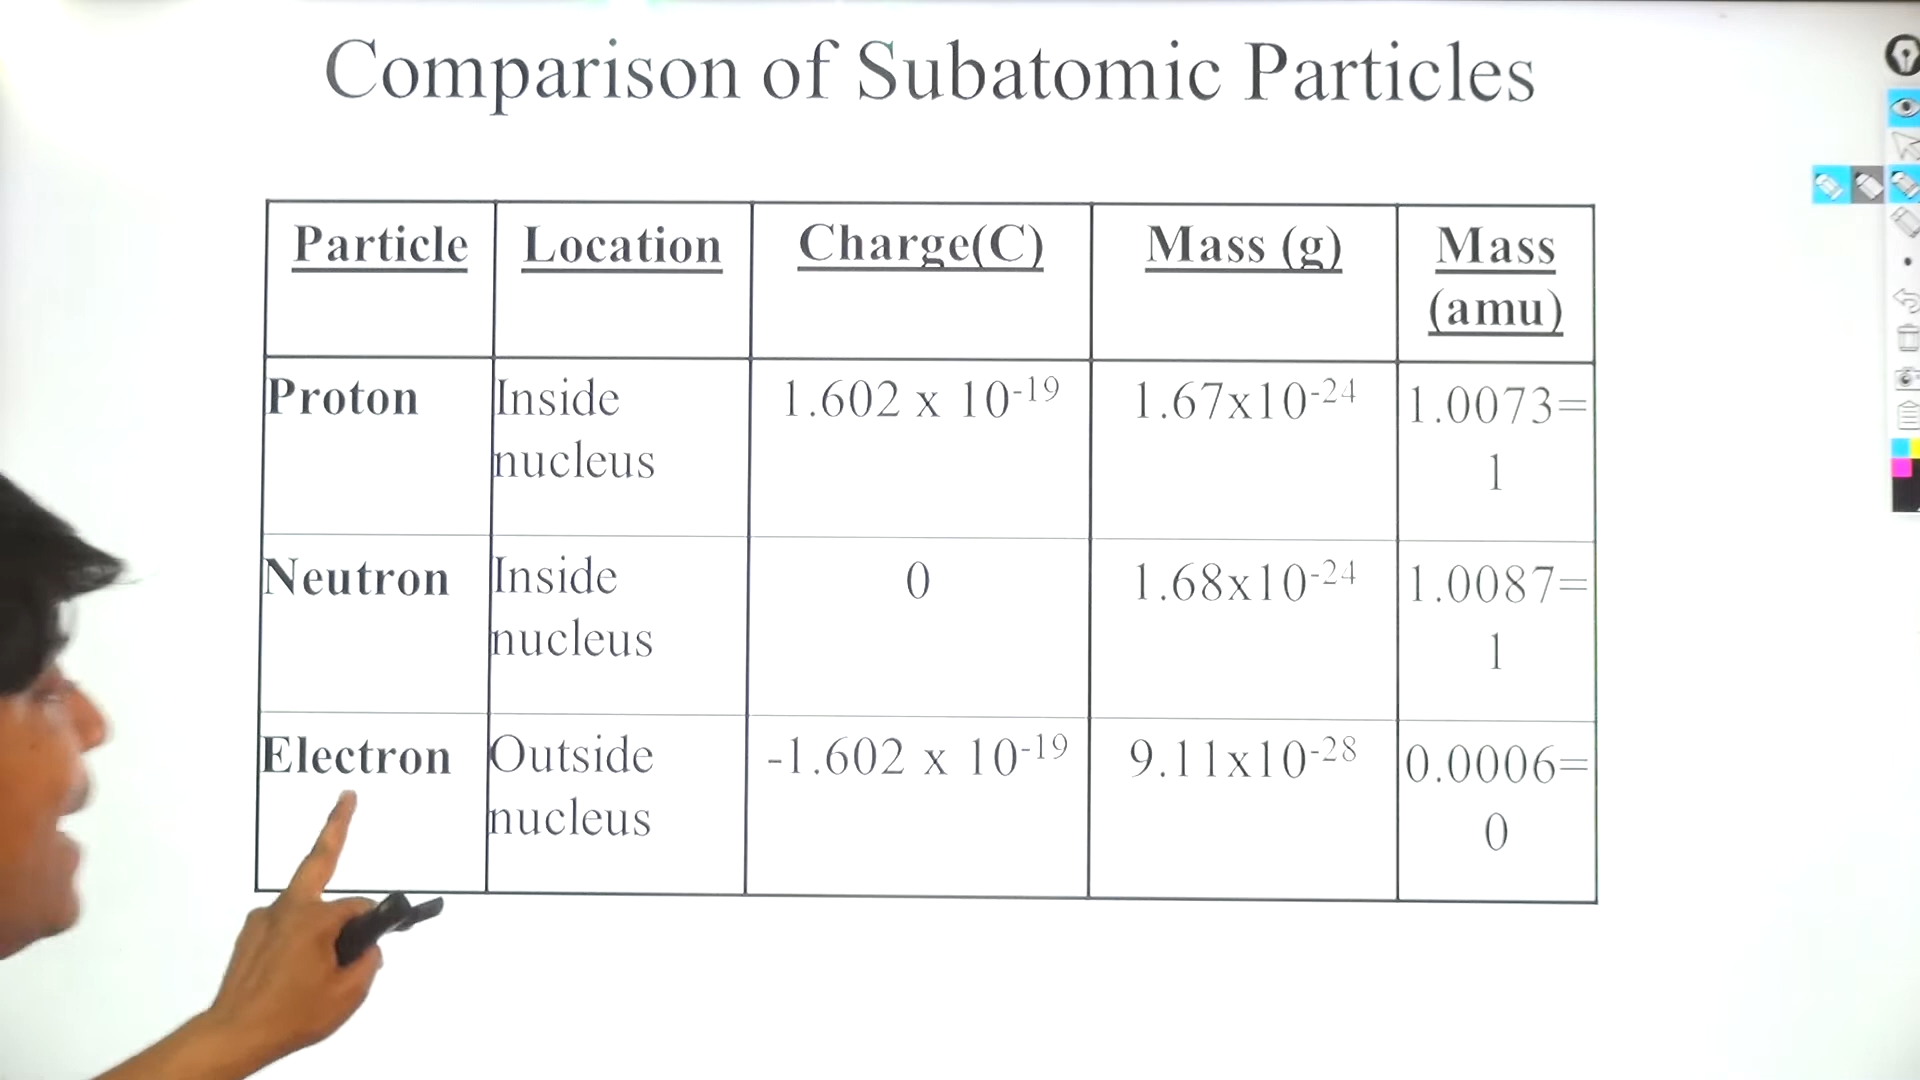 Comparison of Subatomic Particles
Particle Location Charge(C) Mass (g) Mass
(amu)
Proton Inside 1.602 x 10⁻¹⁹ 1.67x10⁻²⁴ 1.0073=
nucleus 1
Neutron Inside 0 1.68x10⁻²⁴ 1.0087=
nucleus 1
Electron Outside -1.602 x 10⁻¹⁹ 9.11x10⁻²⁸ 0.0006=
nucleus 0